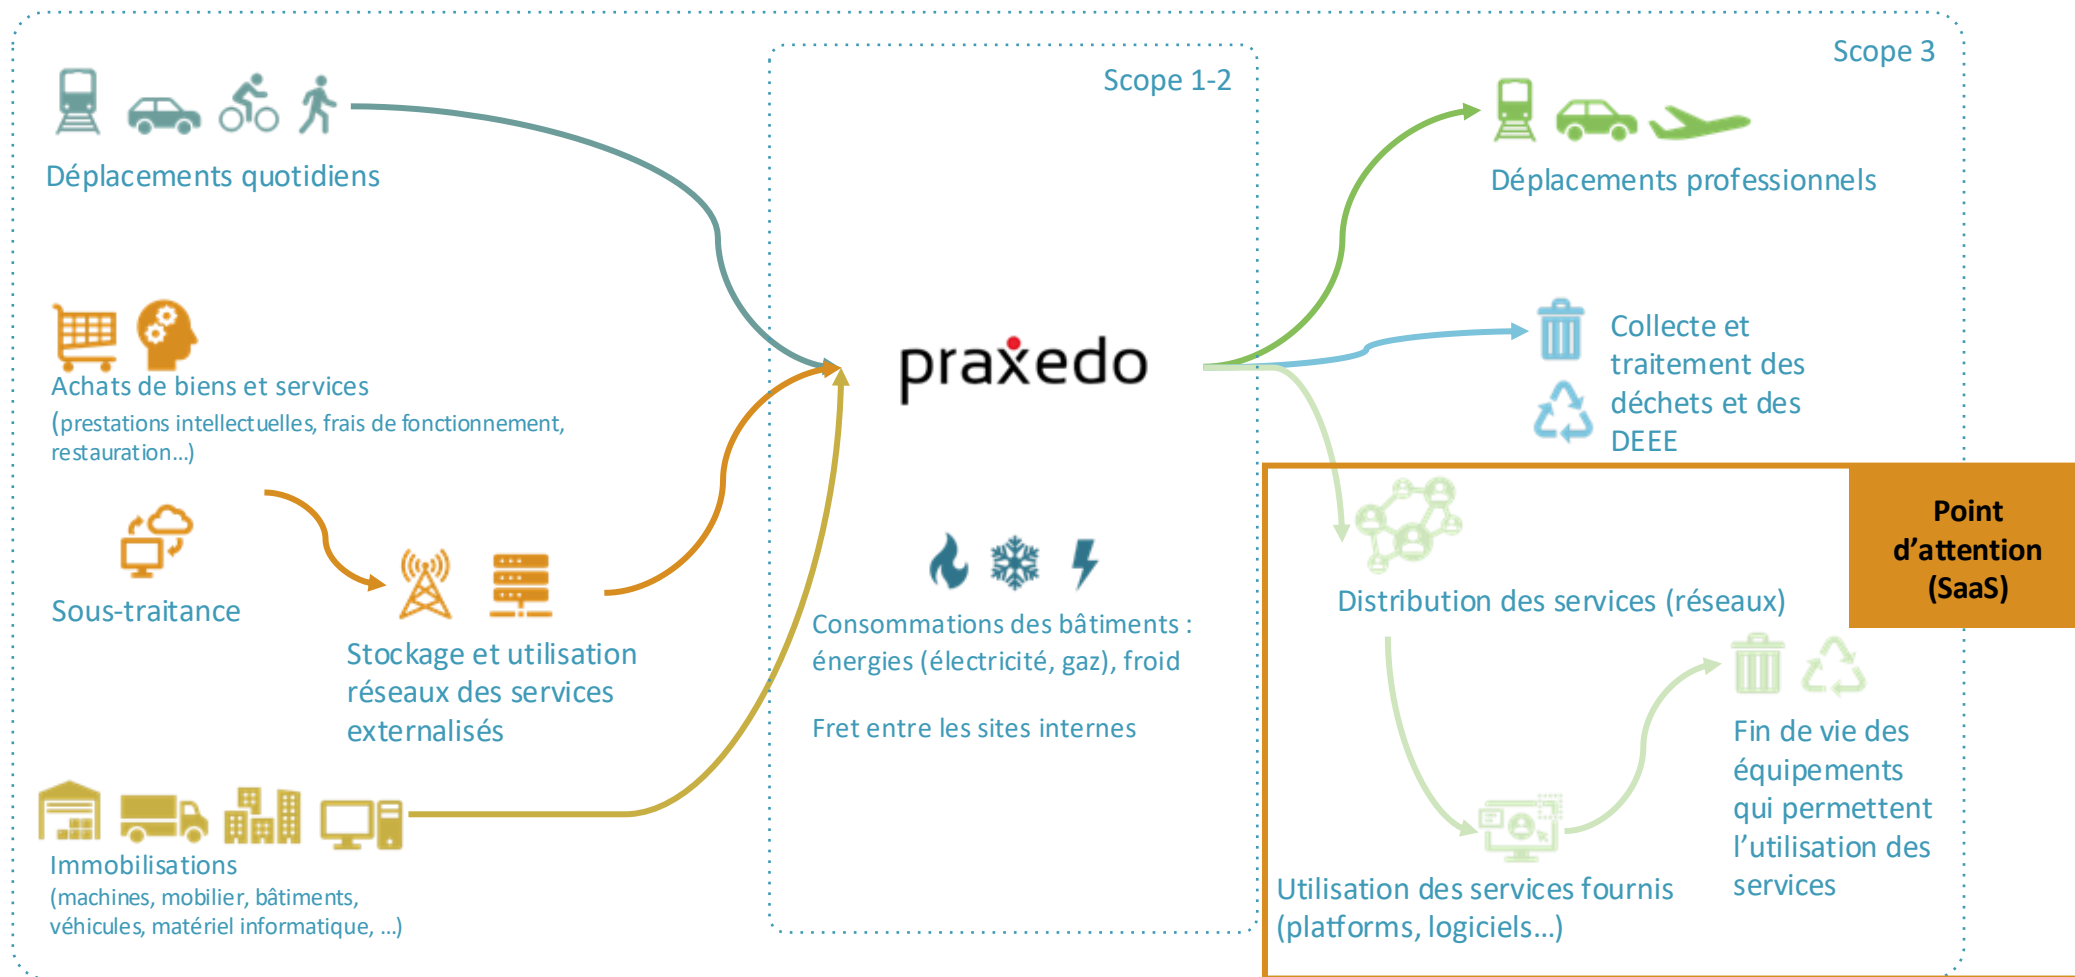 Scope 3
Scope 1-2
Déplacements quotidiens
Déplacements professionnels
Achats de biens et services
(prestations intellectuelles, frais de fonctionnement,
restauration…)
praxedo
Collecte et
traitement des
déchets et des
DEEE
Sous-traitance
Stockage et utilisation
réseaux des services
externalisés
Consommations des bâtiments :
énergies (électricité, gaz), froid
Fret entre les sites internes
Point
d’attention
(SaaS)
Distribution des services (réseaux)
Fin de vie des
équipements
qui permettent
l’utilisation des
services
Utilisation des services fournis
(platforms, logiciels…)
Immobilisations
(machines, mobilier, bâtiments,
véhicules, matériel informatique, …)